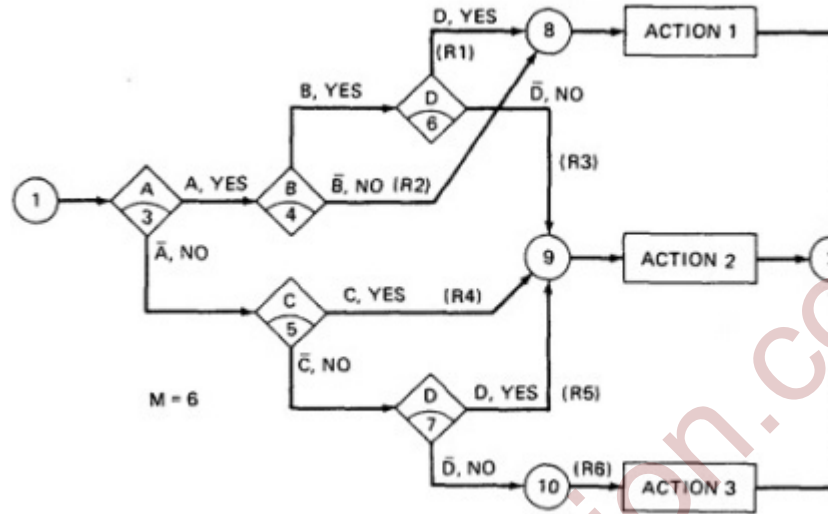 D, YES
(R1)
8
ACTION 1
B, YES
D
6
D̅, NO
(R3)
1
A
3
A, YES
B
4
B̅, NO (R2)
A̅, NO
9
ACTION 2
C
5
C, YES
(R4)
C̅, NO
M = 6
D
7
D, YES
(R5)
D̅, NO
10
(R6)
ACTION 3